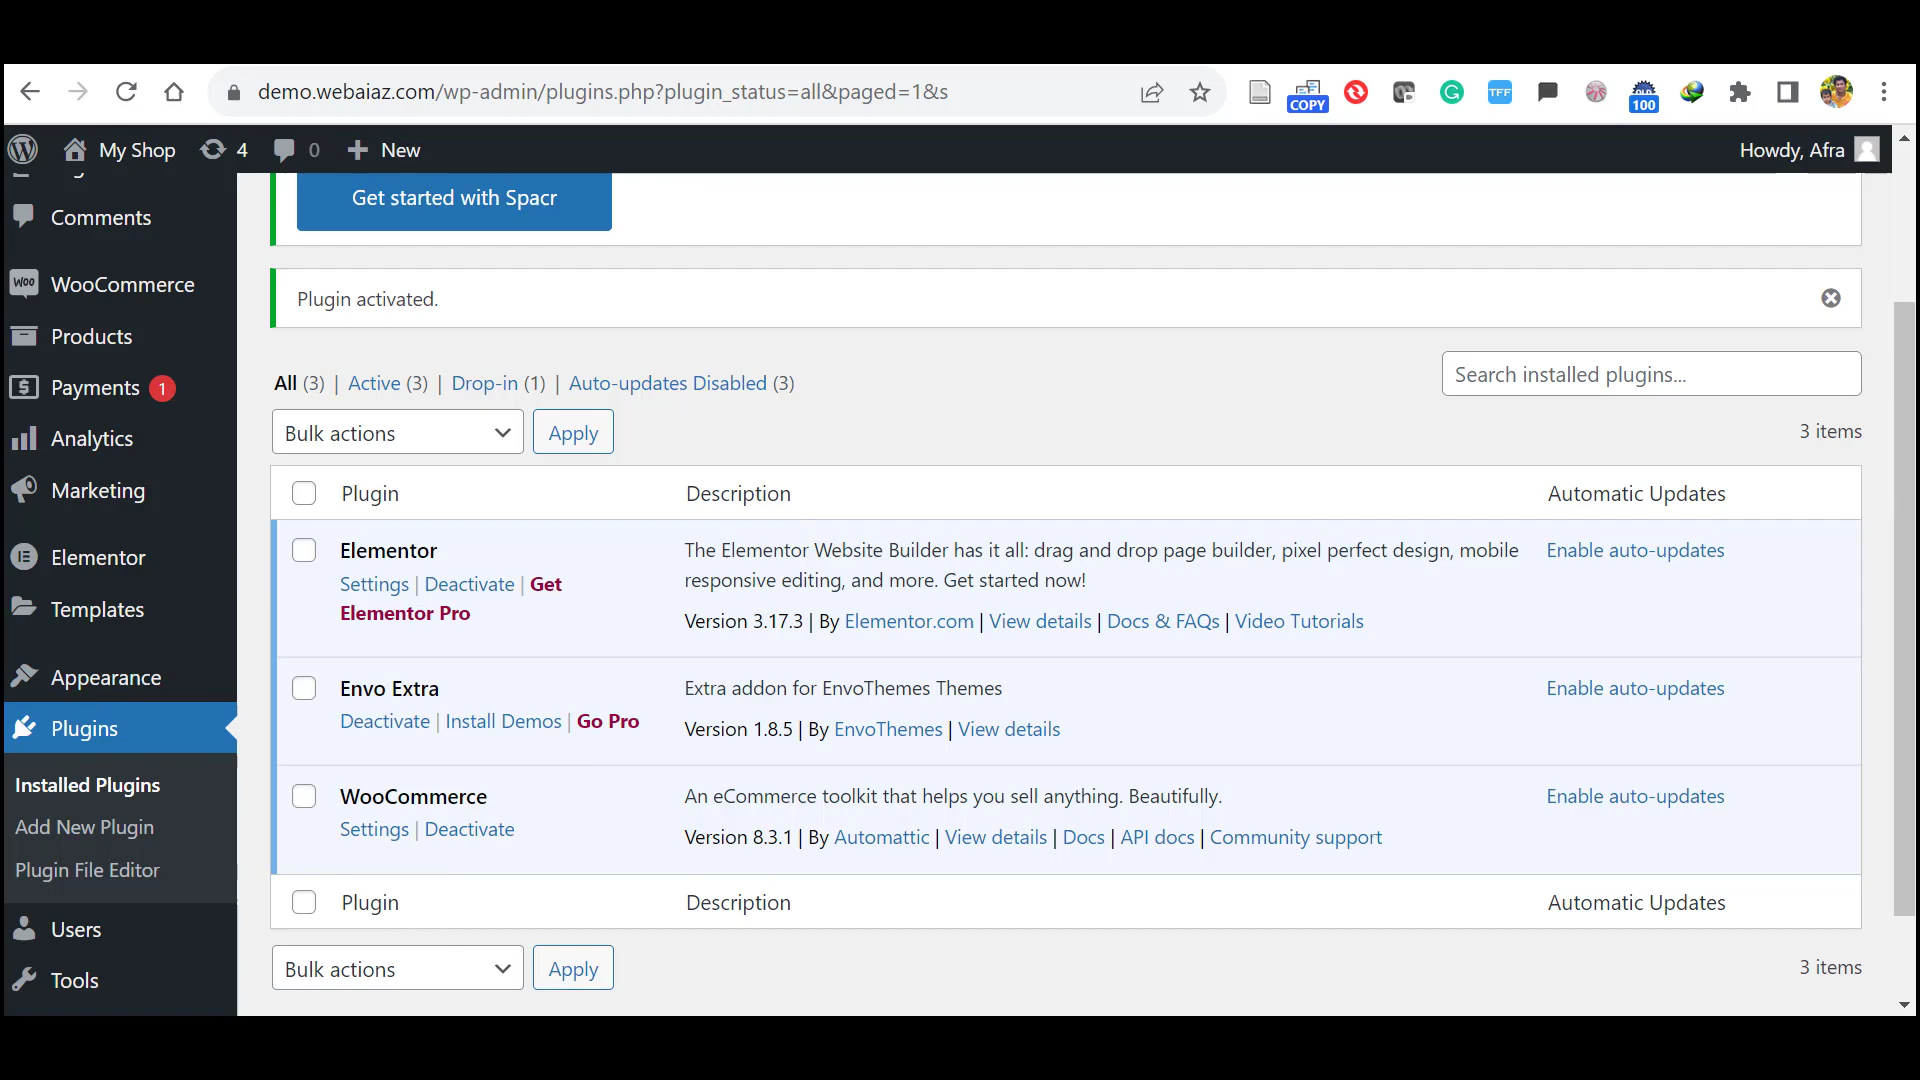 demo.webaiaz.com/wp-admin/plugins.php?plugin_status=all&paged=1&s
COPY
TFF
100
My Shop
4
0
New
Howdy, Afra
Comments
WooCommerce
Products
Payments 1
Analytics
Marketing
Elementor
Templates
Appearance
Plugins
Installed Plugins
Add New Plugin
Plugin File Editor
Users
Tools
Get started with Spacr
Plugin activated.
All (3) | Active (3) | Drop-in (1) | Auto-updates Disabled (3)
Search installed plugins...
Bulk actions
Apply
3 items
Plugin Description Automatic Updates
Elementor
Settings | Deactivate | Get
Elementor Pro
The Elementor Website Builder has it all: drag and drop page builder, pixel perfect design, mobile
responsive editing, and more. Get started now!
Version 3.17.3 | By Elementor.com | View details | Docs & FAQs | Video Tutorials
Enable auto-updates
Envo Extra
Deactivate | Install Demos | Go Pro
Extra addon for EnvoThemes Themes
Version 1.8.5 | By EnvoThemes | View details
Enable auto-updates
WooCommerce
Settings | Deactivate
An eCommerce toolkit that helps you sell anything. Beautifully.
Version 8.3.1 | By Automattic | View details | Docs | API docs | Community support
Enable auto-updates
Plugin Description Automatic Updates
Bulk actions
Apply
3 items